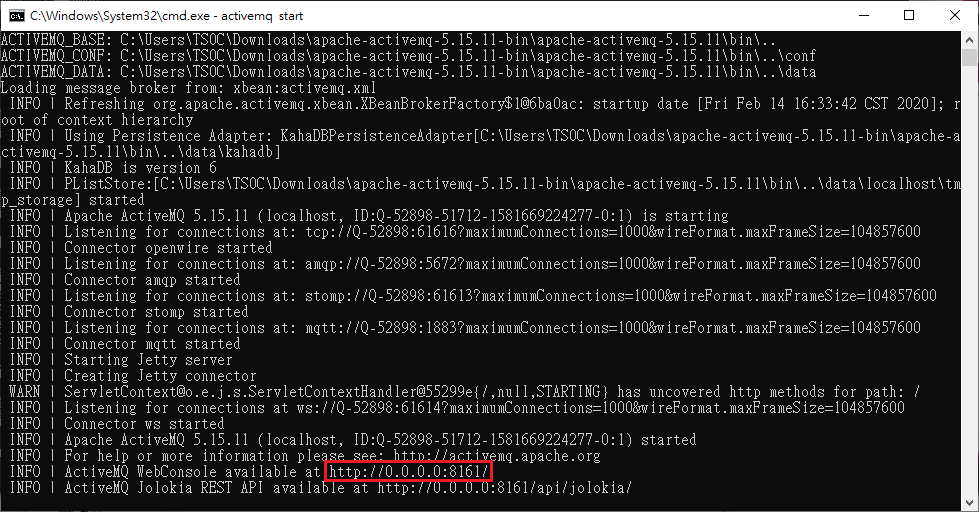 C:\Windows\System32\cmd.exe - activemq  start
ACTIVEMQ_BASE: C:\Users\TSOC\Downloads\apache-activemq-5.15.11-bin\apache-activemq-5.15.11\bin\..
ACTIVEMQ_CONF: C:\Users\TSOC\Downloads\apache-activemq-5.15.11-bin\apache-activemq-5.15.11\bin\..\conf
ACTIVEMQ_DATA: C:\Users\TSOC\Downloads\apache-activemq-5.15.11-bin\apache-activemq-5.15.11\bin\..\data
Loading message broker from: xbean:activemq.xml
INFO | Refreshing org.apache.activemq.xbean.XBeanBrokerFactory$1@6ba0ac: startup date [Fri Feb 14 16:33:42 CST 2020]; r
oot of context hierarchy
INFO | Using Persistence Adapter: KahaDBPersistenceAdapter[C:\Users\TSOC\Downloads\apache-activemq-5.15.11-bin\apache-a
ctivemq-5.15.11\bin\..\data\kahadb]
INFO | KahaDB is version 6
INFO | PListStore:[C:\Users\TSOC\Downloads\apache-activemq-5.15.11-bin\apache-activemq-5.15.11\bin\..\data\localhost\tm
p_storage] started
INFO | Apache ActiveMQ 5.15.11 (localhost, ID:Q-52898-51712-1581669224277-0:1) is starting
INFO | Listening for connections at: tcp://Q-52898:61616?maximumConnections=1000&wireFormat.maxFrameSize=104857600
INFO | Connector openwire started
INFO | Listening for connections at: amqp://Q-52898:5672?maximumConnections=1000&wireFormat.maxFrameSize=104857600
INFO | Connector amqp started
INFO | Listening for connections at: stomp://Q-52898:61613?maximumConnections=1000&wireFormat.maxFrameSize=104857600
INFO | Connector stomp started
INFO | Listening for connections at: mqtt://Q-52898:1883?maximumConnections=1000&wireFormat.maxFrameSize=104857600
INFO | Connector mqtt started
INFO | Starting Jetty server
INFO | Creating Jetty connector
WARN | ServletContext@o.e.j.s.ServletContextHandler@55299e{/,null,STARTING} has uncovered http methods for path: /
INFO | Listening for connections at ws://Q-52898:61614?maximumConnections=1000&wireFormat.maxFrameSize=104857600
INFO | Connector ws started
INFO | Apache ActiveMQ 5.15.11 (localhost, ID:Q-52898-51712-1581669224277-0:1) started
INFO | For help or more information please see: http://activemq.apache.org
INFO | ActiveMQ WebConsole available at http://0.0.0.0:8161/
INFO | ActiveMQ Jolokia REST API available at http://0.0.0.0:8161/api/jolokia/